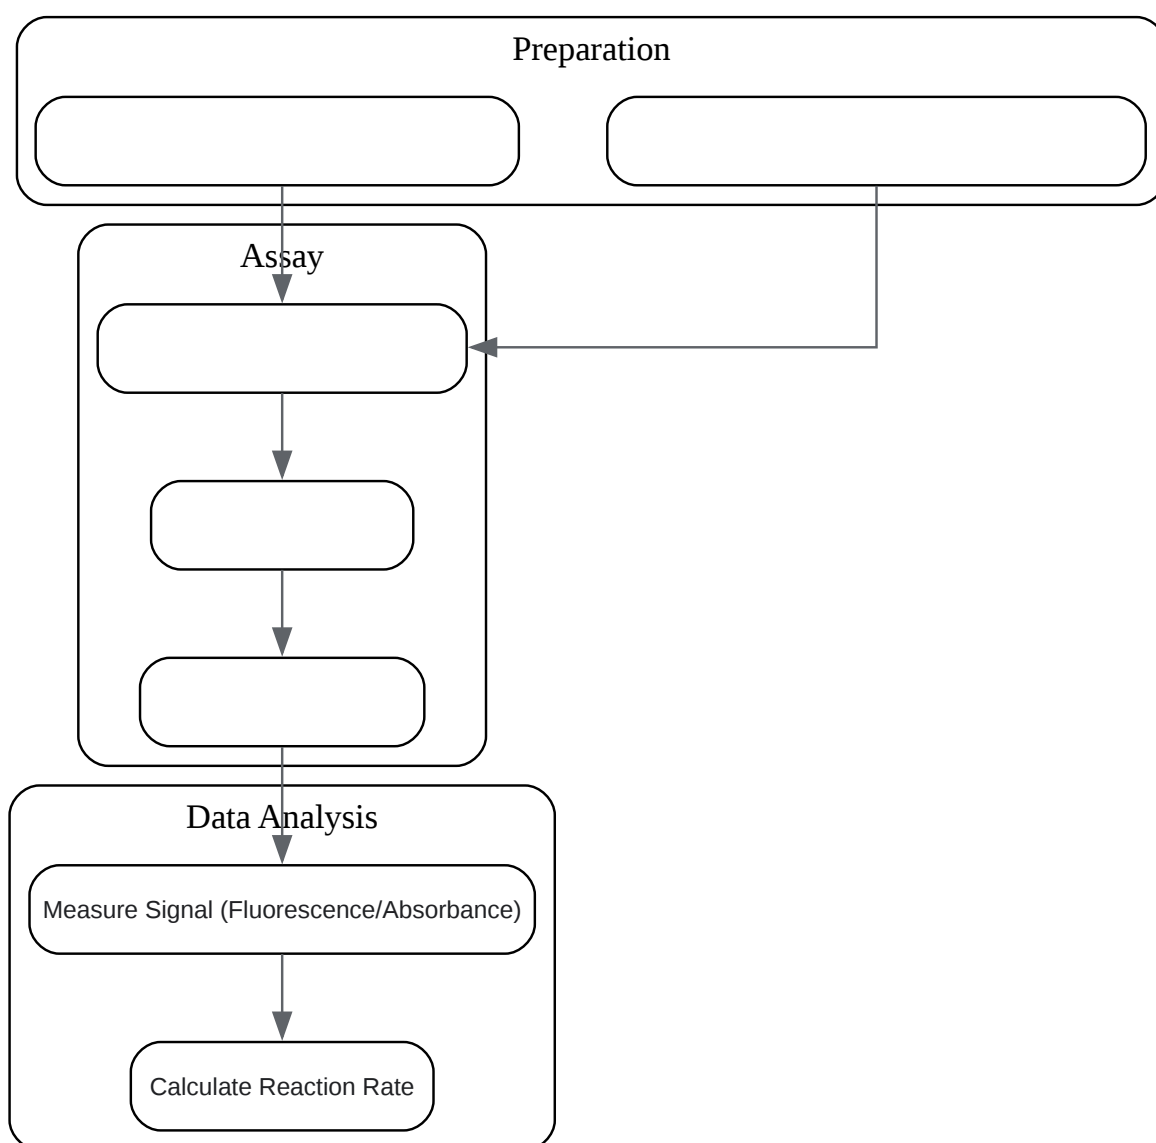 Preparation
Assay
Data Analysis
Measure Signal (Fluorescence/Absorbance)
Calculate Reaction Rate